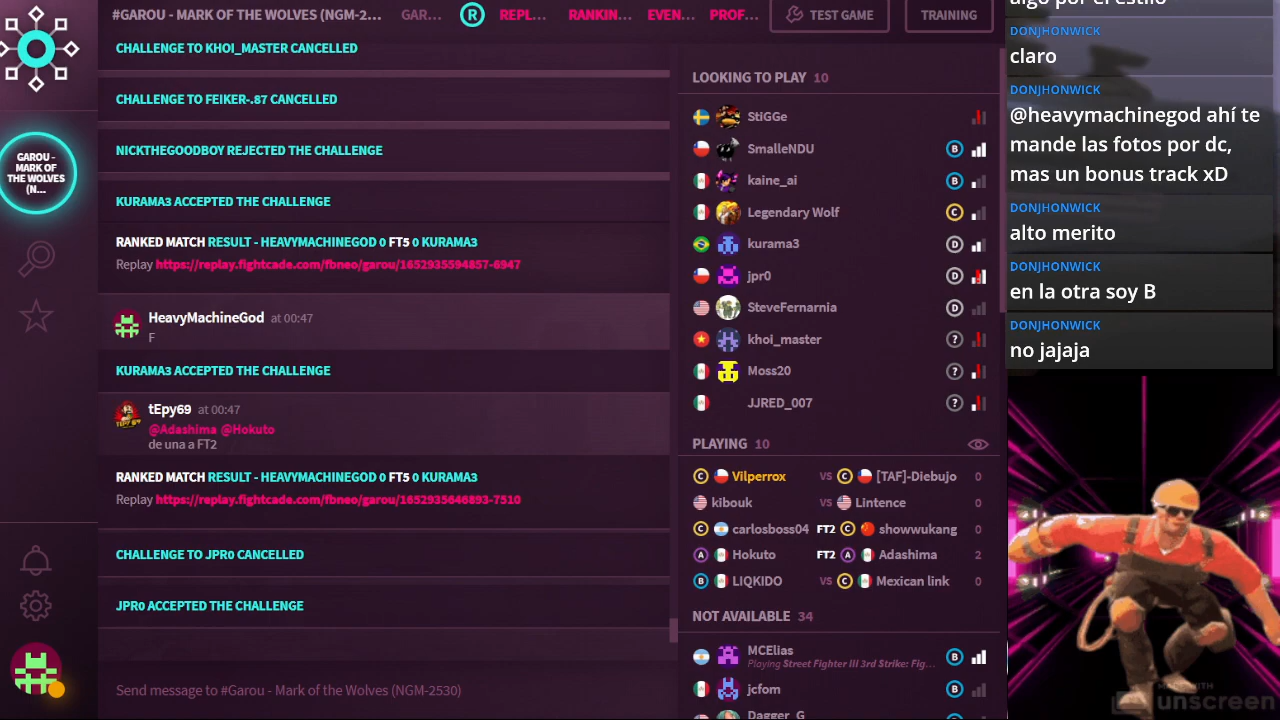 #GAROU - MARK OF THE WOLVES (NGM-2...
GAR...
R
REPL...
RANKIN...
EVEN...
PROF...
TEST GAME
TRAINING
GAROU -
MARK OF
THE WOLVES
(N...
CHALLENGE TO KHOI_MASTER CANCELLED
CHALLENGE TO FEIKER-.87 CANCELLED
NICKTHEGOODBOY REJECTED THE CHALLENGE
KURAMA3 ACCEPTED THE CHALLENGE
RANKED MATCH RESULT - HEAVYMACHINEGOD 0 FT5 0 KURAMA3
Replay https://replay.fightcade.com/fbneo/garou/1652935594857-6947
HeavyMachineGod at 00:47
F
KURAMA3 ACCEPTED THE CHALLENGE
tEpy69 at 00:47
@Adashima @Hokuto
de una a FT2
RANKED MATCH RESULT - HEAVYMACHINEGOD 0 FT5 0 KURAMA3
Replay https://replay.fightcade.com/fbneo/garou/1652935646893-7510
CHALLENGE TO JPR0 CANCELLED
JPR0 ACCEPTED THE CHALLENGE
Send message to #Garou - Mark of the Wolves (NGM-2530)
LOOKING TO PLAY 10
StIGGe
SmalleNDU B
kaine_ai B
Legendary Wolf C
kurama3 D
jpr0 D
SteveFernarnia D
khoi_master ?
Moss20 ?
JJRED_007 ?
PLAYING 10
C Vilperrox VS C [TAF]-Diebujo 0
kibouk VS Lintence 0
C carlosboss04 FT2 C showwukang 0
A Hokuto FT2 A Adashima 2
B LIQKIDO VS C Mexican link 0
NOT AVAILABLE 34
MCElias B
Playing Street Fighter III 3rd Strike: Fig...
jcfom B
Dagger_G
algo por el estilo
DONJHONWICK
claro
DONJHONWICK
@heavymachinegod ahí te
mande las fotos por dc,
mas un bonus track xD
DONJHONWICK
alto merito
DONJHONWICK
en la otra soy B
DONJHONWICK
no jajaja
MADE WITH
unscreen